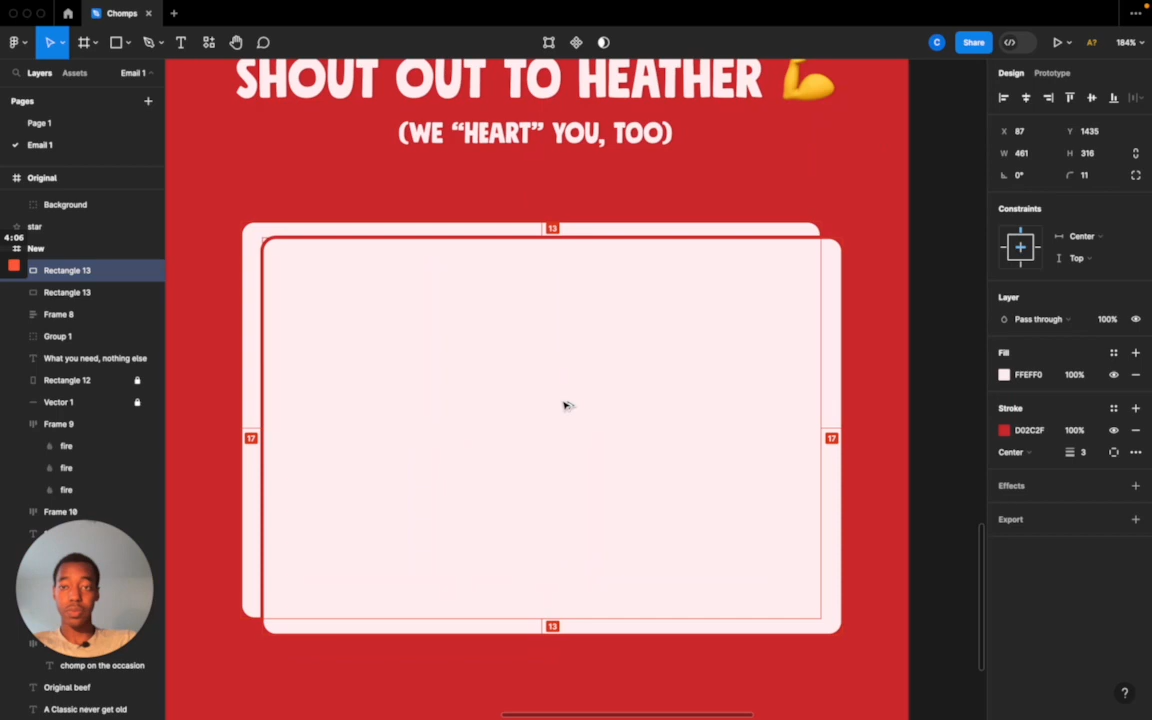 Chomps
Share
A?
184%
Layers
Assets
Email 1
Pages
Page 1
Email 1
Original
Background
star
4:06
New
Rectangle 13
Rectangle 13
Frame 8
Group 1
What you need, nothing else
Rectangle 12
Vector 1
Frame 9
fire
fire
fire
Frame 10
chomp on the occasion
Original beef
A Classic never get old
SHOUT OUT TO HEATHER 💪
(WE “HEART” YOU, TOO)
13
17
17
13
C
Design
Prototype
X 87 Y 1435
W 461 H 316
0° 11
Constraints
Center
Top
Layer
Pass through 100%
Fill
FFEFF0 100%
Stroke
D02C2F 100%
Center 3
Effects
Export
?